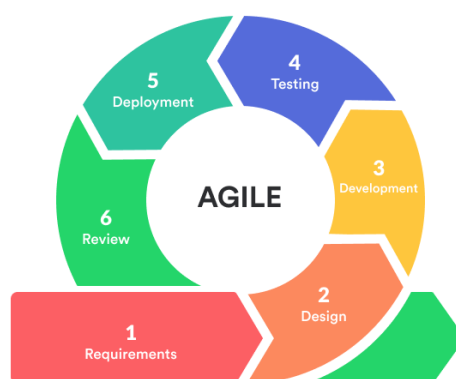 AGILE
1
Requirements
2
Design
3
Development
4
Testing
5
Deployment
6
Review